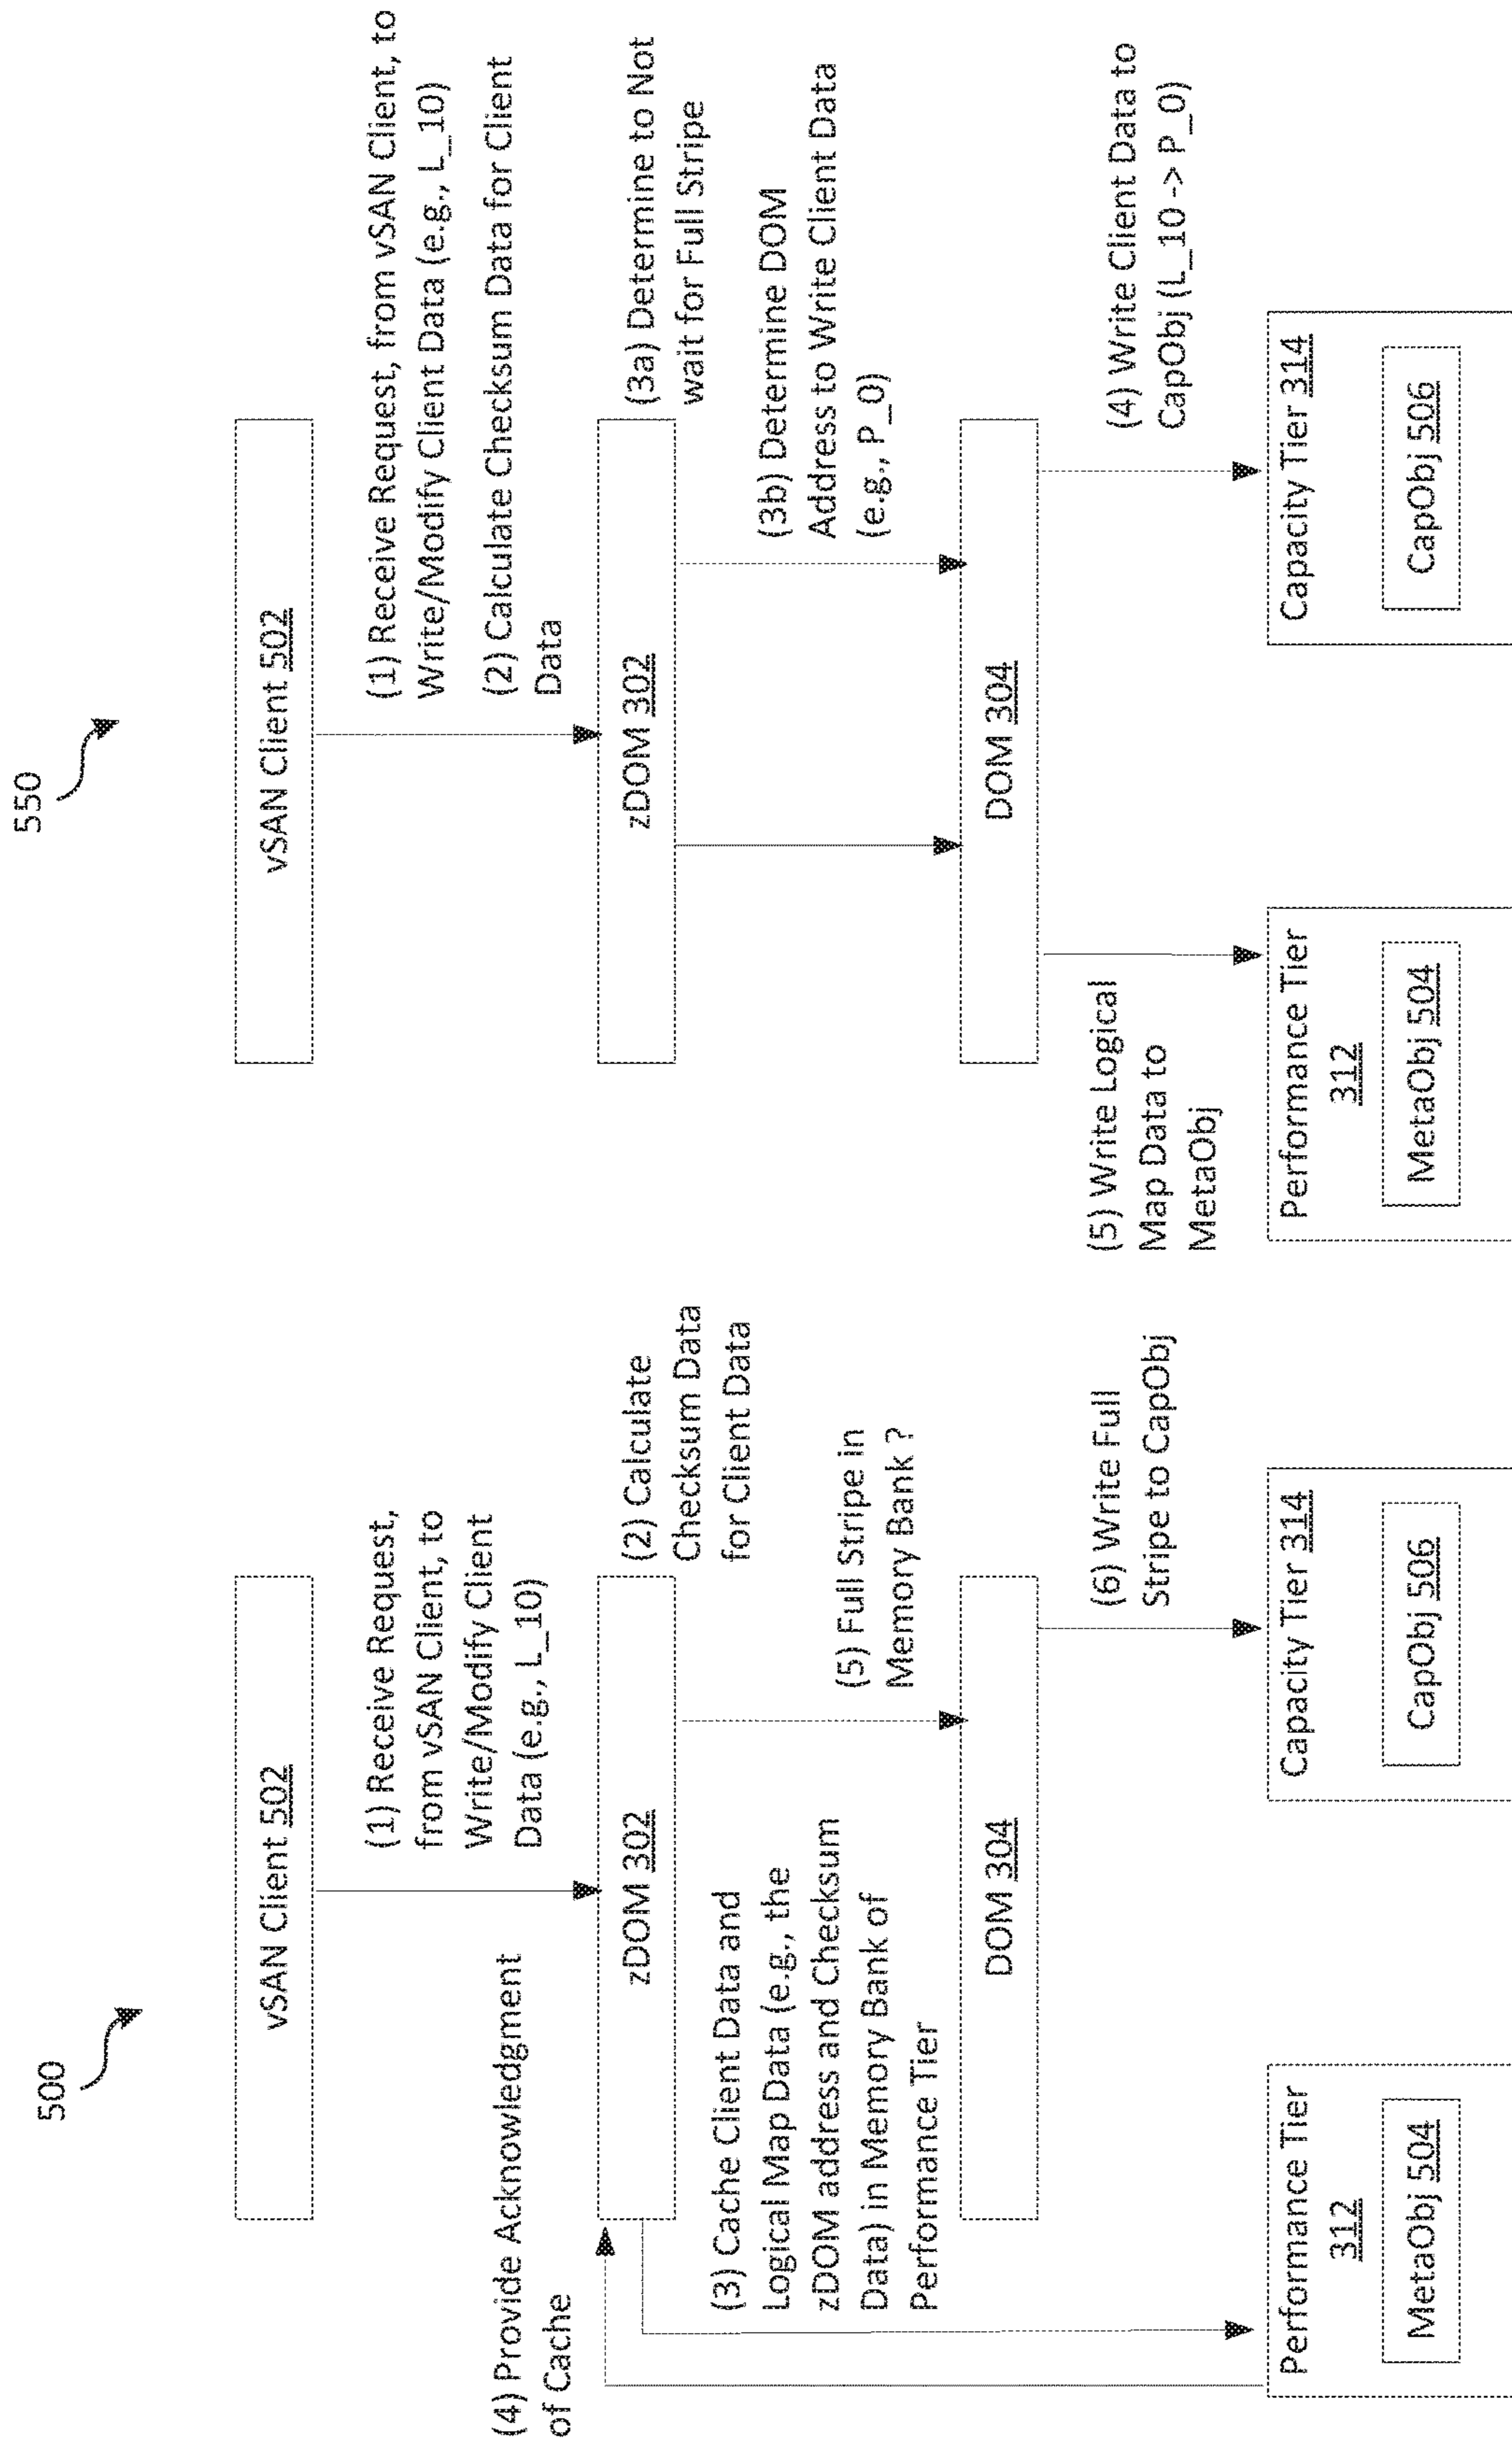 500
vSAN Client 502
(1) Receive Request,
from vSAN Client, to
Write/Modify Client
Data (e.g., L_10)
(4) Provide Acknowledgment
of Cache
zDOM 302
(2) Calculate
Checksum Data
for Client Data
(3) Cache Client Data and
Logical Map Data (e.g., the
zDOM address and Checksum
Data) in Memory Bank of
Performance Tier
(5) Full Stripe in
Memory Bank ?
DOM 304
(6) Write Full
Stripe to CapObj
Performance Tier
312
MetaObj 504
Capacity Tier 314
CapObj 506
550
vSAN Client 502
(1) Receive Request, from vSAN Client, to
Write/Modify Client Data (e.g., L_10)
(2) Calculate Checksum Data for Client
Data
zDOM 302
(3a) Determine to Not
wait for Full Stripe
(3b) Determine DOM
Address to Write Client Data
(e.g., P_0)
DOM 304
(4) Write Client Data to
CapObj (L_10 -> P_0)
(5) Write Logical
Map Data to
MetaObj
Performance Tier
312
MetaObj 504
Capacity Tier 314
CapObj 506